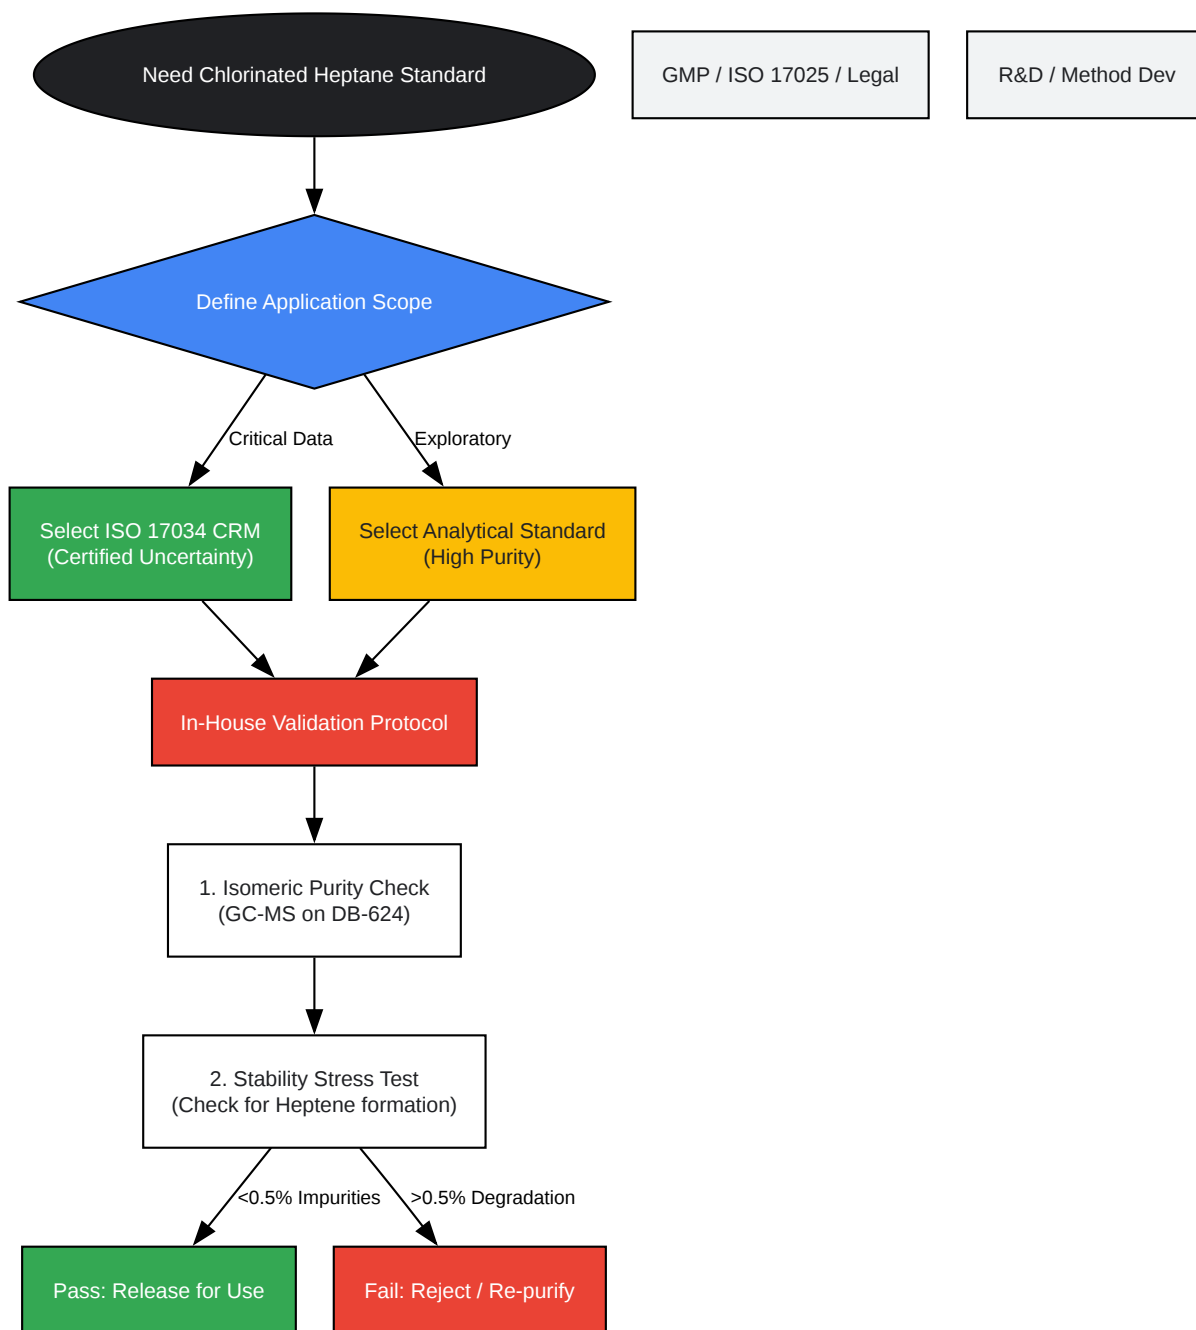 Need Chlorinated Heptane Standard
GMP / ISO 17025 / Legal
R&D / Method Dev
Define Application Scope
Critical Data
Exploratory
Select ISO 17034 CRM
(Certified Uncertainty)
Select Analytical Standard
(High Purity)
In-House Validation Protocol
1. Isomeric Purity Check
(GC-MS on DB-624)
2. Stability Stress Test
(Check for Heptene formation)
<0.5% Impurities
>0.5% Degradation
Pass: Release for Use
Fail: Reject / Re-purify